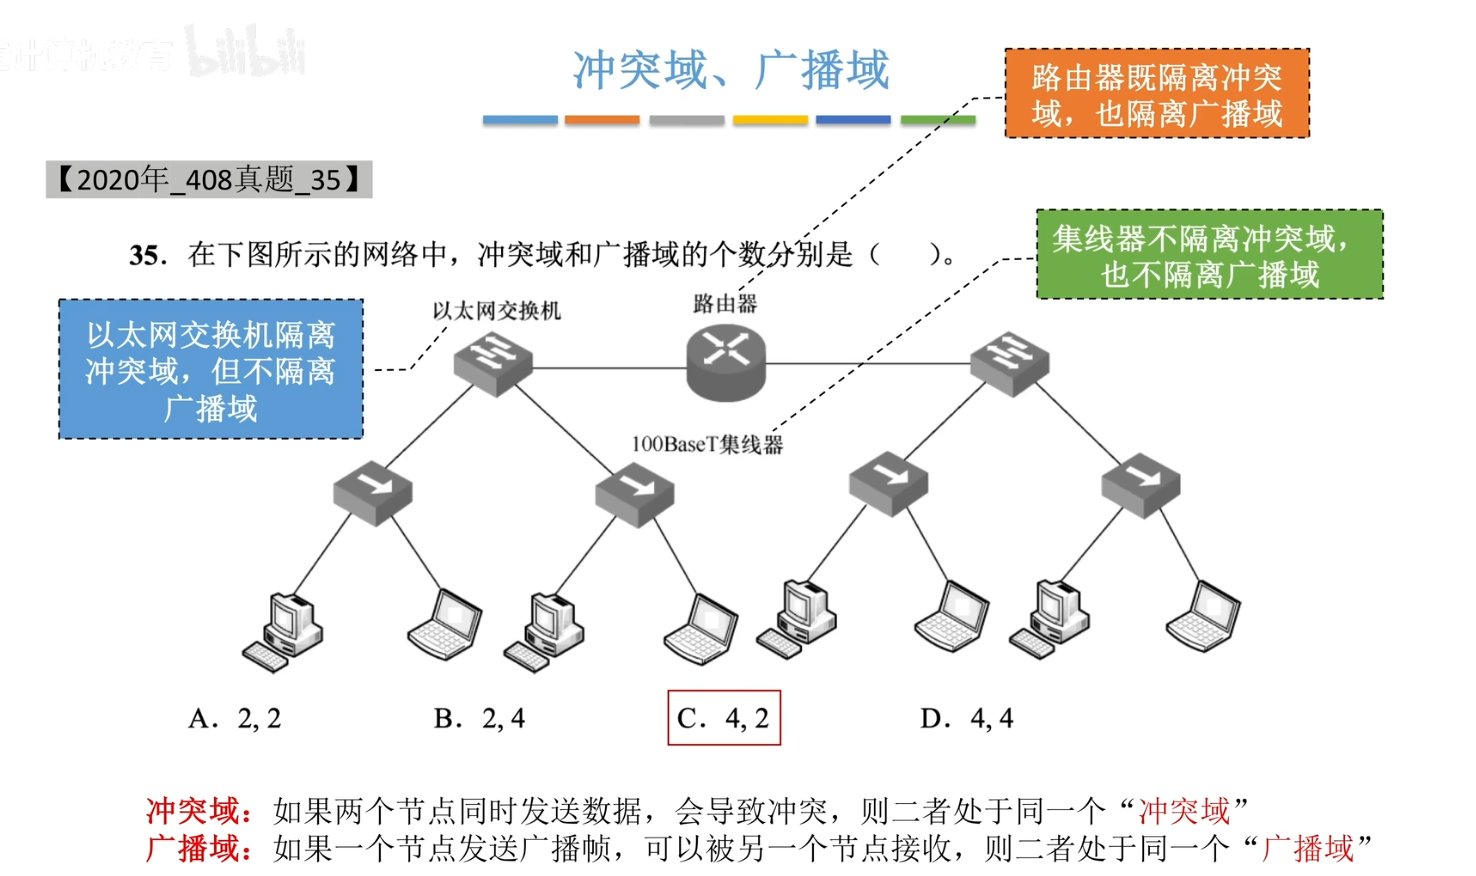 计算机教育 bilibili
冲突域、广播域
路由器既隔离冲突
域，也隔离广播域
【2020年_408真题_35】
集线器不隔离冲突域，
也不隔离广播域
35. 在下图所示的网络中，冲突域和广播域的个数分别是（ ）。
以太网交换机隔离
冲突域，但不隔离
广播域
以太网交换机
路由器
100BaseT集线器
A. 2, 2
B. 2, 4
C. 4, 2
D. 4, 4
冲突域：如果两个节点同时发送数据，会导致冲突，则二者处于同一个“冲突域”
广播域：如果一个节点发送广播帧，可以被另一个节点接收，则二者处于同一个“广播域”